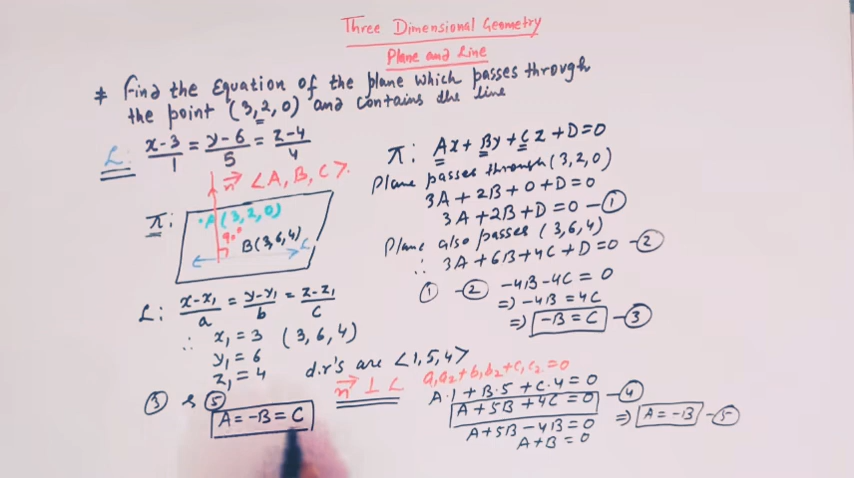 Three Dimensional Geometry
Plane and Line
* Find the Equation of the plane which passes through
the point (3,2,0) and contains the line
L: x-3/1 = y-6/5 = z-4/4
n⃗ <A, B, C>.
π:
A(3,2,0)
90°
B(3,6,4)
L
L: x-x₁/a = y-y₁/b = z-z₁/c
∴ x₁ = 3 (3,6,4)
y₁ = 6
z₁ = 4 d.r's are <1,5,4>
③ & ⑤
A = -B = C
π: Ax + By + Cz + D = 0
Plane passes through (3,2,0)
3A + 2B + 0 + D = 0
3A + 2B + D = 0 - ①
Plane also passes (3,6,4)
∴ 3A + 6B + 4C + D = 0 - ②
① - ② -4B - 4C = 0
=> -4B = 4C
=> -B = C - ③
n⃗ ⊥ L a₁a₂ + b₁b₂ + c₁c₂ = 0
A·1 + B·5 + C·4 = 0
A + 5B + 4C = 0 - ④
A + 5B - 4B = 0 => A = -B - ⑤
A + B = 0